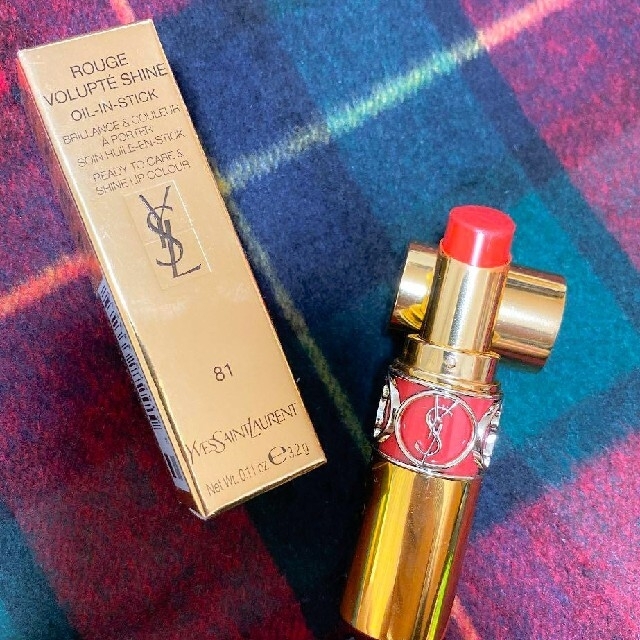 ROUGE
VOLUPTÉ SHINE
OIL-IN-STICK
BRILLANCE & COULEUR
À PORTER
SOIN HUILE-EN-STICK
READY TO CARE &
SHINE LIP COLOUR
YSL
81
YVES SAINT LAURENT
Net Wt. 0.11 oz. ℮ 3.2 g
YSL